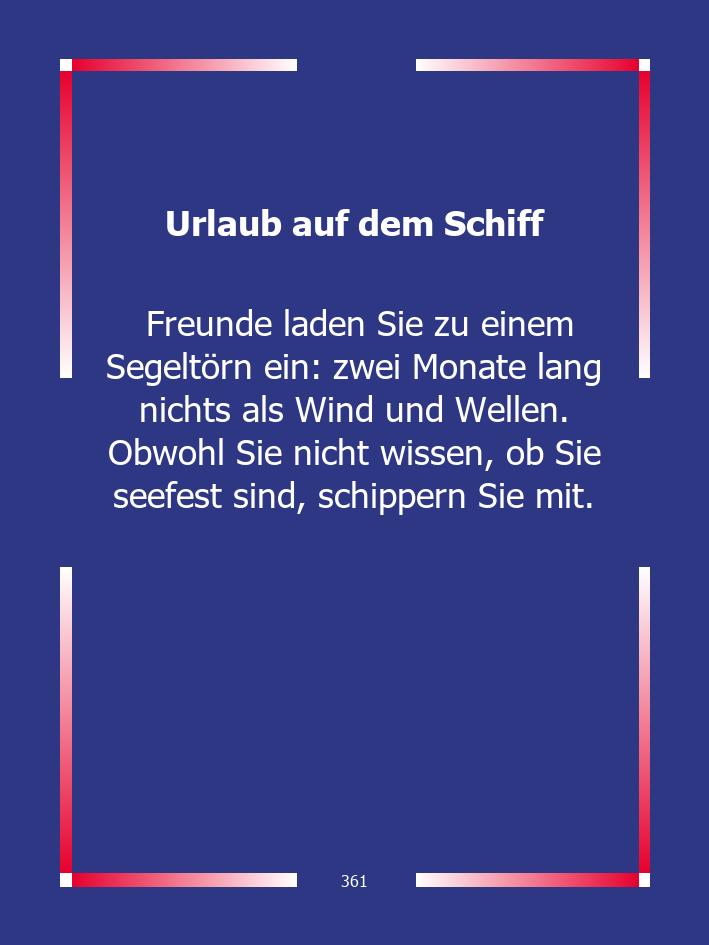 Urlaub auf dem Schiff
Freunde laden Sie zu einem
Segeltörn ein: zwei Monate lang
nichts als Wind und Wellen.
Obwohl Sie nicht wissen, ob Sie
seefest sind, schippern Sie mit.
361